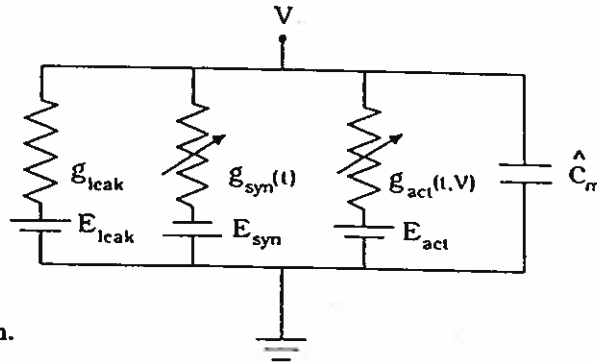 V
g_leak
g_syn(t)
g_act(t,V)
Ĉ_m
E_leak
E_syn
E_act
n.